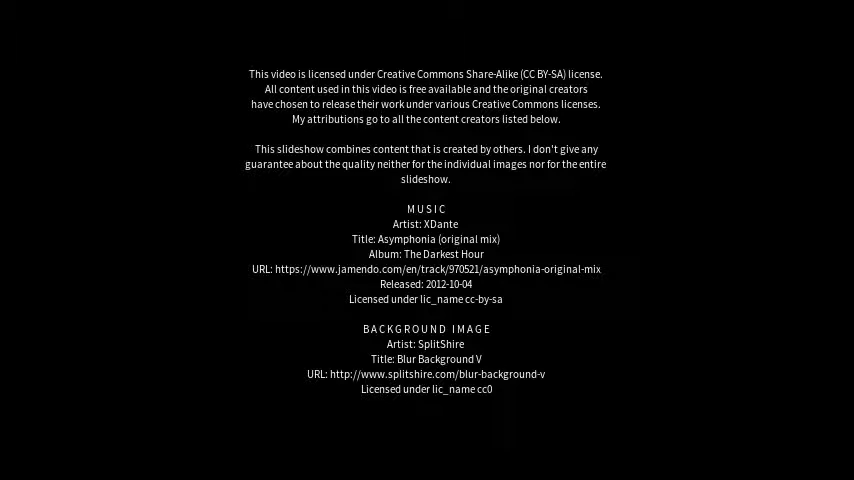 This video is licensed under Creative Commons Share-Alike (CC BY-SA) license.
All content used in this video is free available and the original creators
have chosen to release their work under various Creative Commons licenses.
My attributions go to all the content creators listed below.
This slideshow combines content that is created by others. I don't give any
guarantee about the quality neither for the individual images nor for the entire
slideshow.
MUSIC
Artist: XDante
Title: Asymphonia (original mix)
Album: The Darkest Hour
URL: https://www.jamendo.com/en/track/970521/asymphonia-original-mix
Released: 2012-10-04
Licensed under lic_name cc-by-sa
BACKGROUND IMAGE
Artist: SplitShire
Title: Blur Background V
URL: http://www.splitshire.com/blur-background-v
Licensed under lic_name cc0